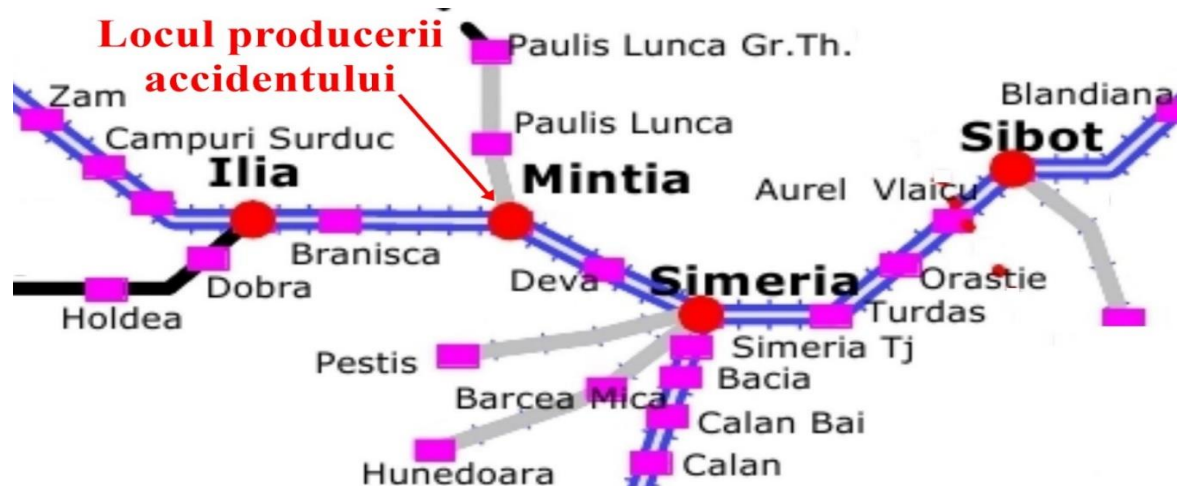 Locul producerii
accidentului
Paulis Lunca Gr.Th.
Zam
Blandiana
Campuri Surduc
Paulis Lunca
Sibot
Ilia
Mintia
Aurel Vlaicu
Branisca
Deva
Simeria
Orastie
Dobra
Holdea
Turdas
Simeria Tj
Pestis
Bacia
Barcea Mica
Calan Bai
Hunedoara
Calan